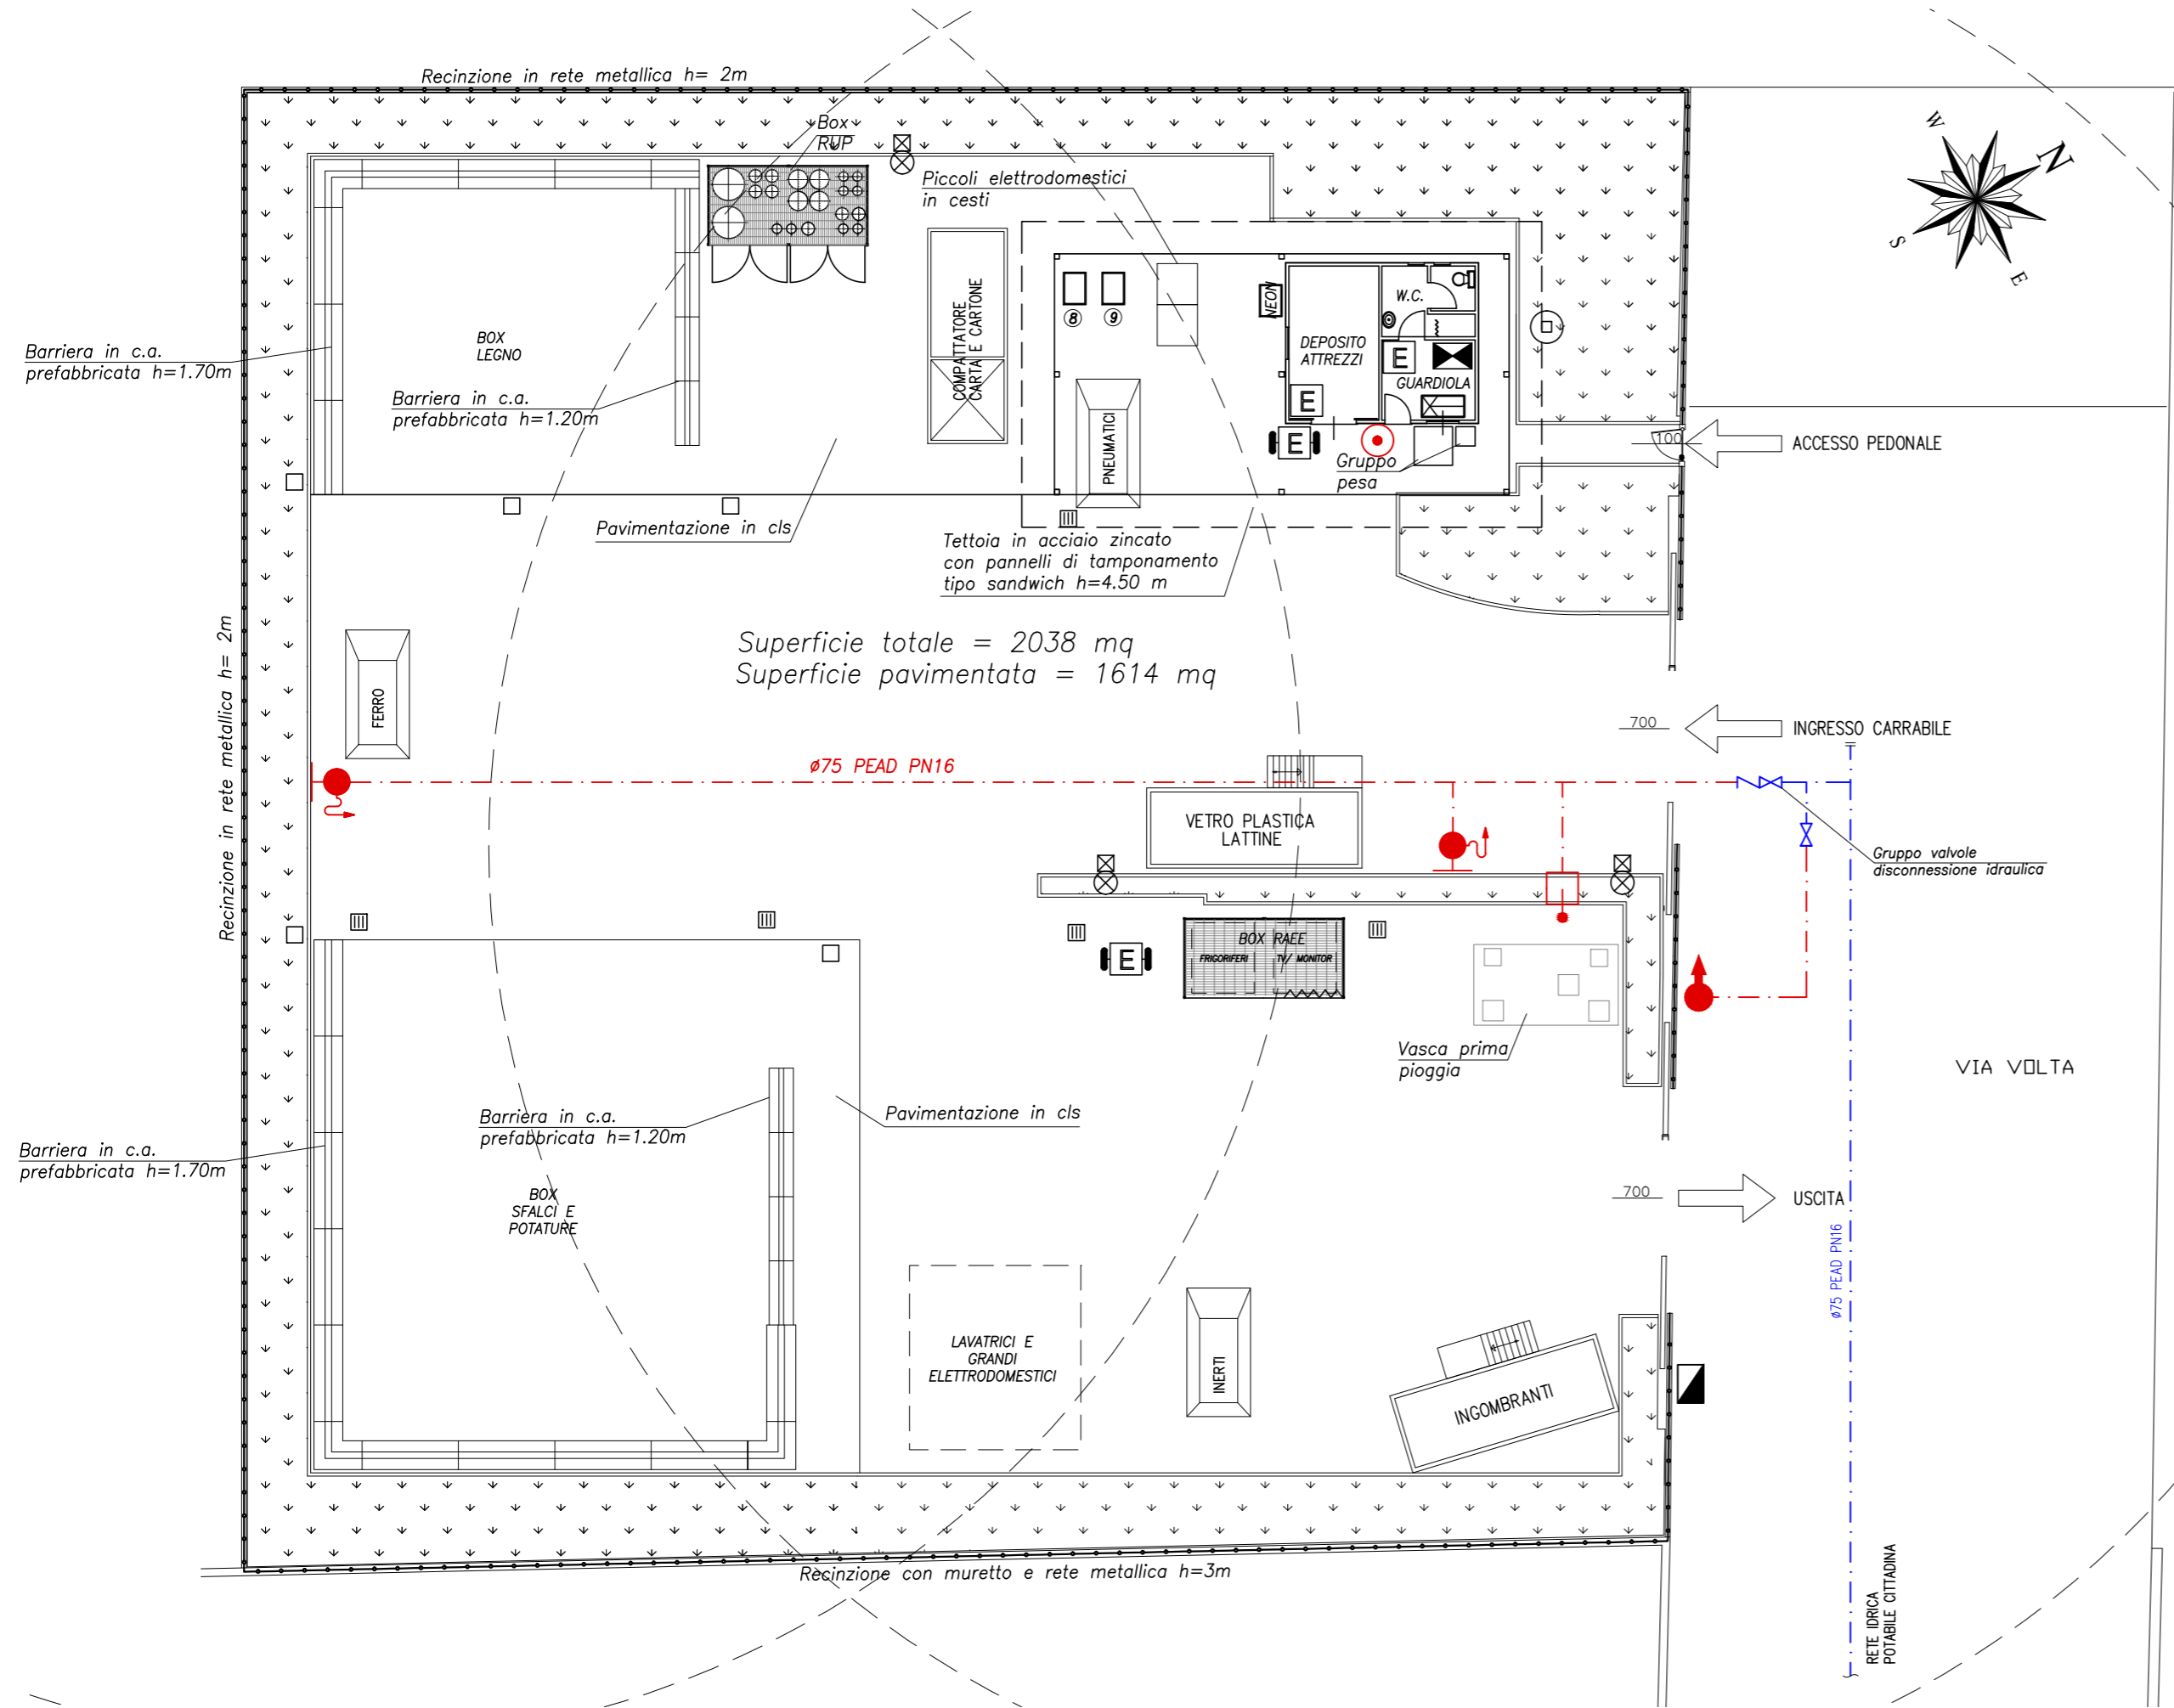 Recinzione in rete metallica h= 2m
Box
RUP
Piccoli elettrodomestici
in cesti
W
N
S
E
Barriera in c.a.
prefabbricata h=1.70m
BOX
LEGNO
Barriera in c.a.
prefabbricata h=1.20m
COMPATTATORE
CARTA E CARTONE
8
9
NEON
W.C.
DEPOSITO
ATTREZZI
E
GUARDIOLA
E
E
PNEUMATICI
Gruppo
pesa
100
ACCESSO PEDONALE
Pavimentazione in cls
Tettoia in acciaio zincato
con pannelli di tamponamento
tipo sandwich h=4.50 m
Recinzione in rete metallica h= 2m
Superficie totale = 2038 mq
Superficie pavimentata = 1614 mq
FERRO
700
INGRESSO CARRABILE
ø75 PEAD PN16
VETRO PLASTICA
LATTINE
Gruppo valvole
disconnessione idraulica
E
BOX RAEE
FRIGORIFERI
TV/ MONITOR
Vasca prima
pioggia
VIA VOLTA
Barriera in c.a.
prefabbricata h=1.20m
Pavimentazione in cls
Barriera in c.a.
prefabbricata h=1.70m
BOX
SFALCI E
POTATURE
700
USCITA
ø75 PEAD PN16
LAVATRICI E
GRANDI
ELETTRODOMESTICI
INERTI
INGOMBRANTI
Recinzione con muretto e rete metallica h=3m
RETE IDRICA
POTABILE CITTADINA